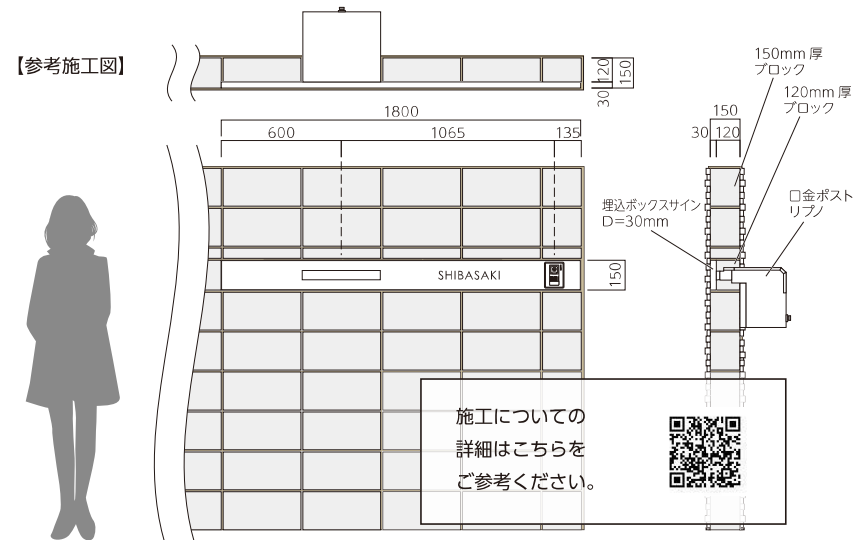 【参考施工図】
120
150
30
1800
600
1065
135
150
30
120
150mm 厚
ブロック
120mm 厚
ブロック
埋込ボックスサイン
D=30mm
口金ポスト
リプノ
SHIBASAKI
150
施工についての
詳細はこちらを
ご参考ください。